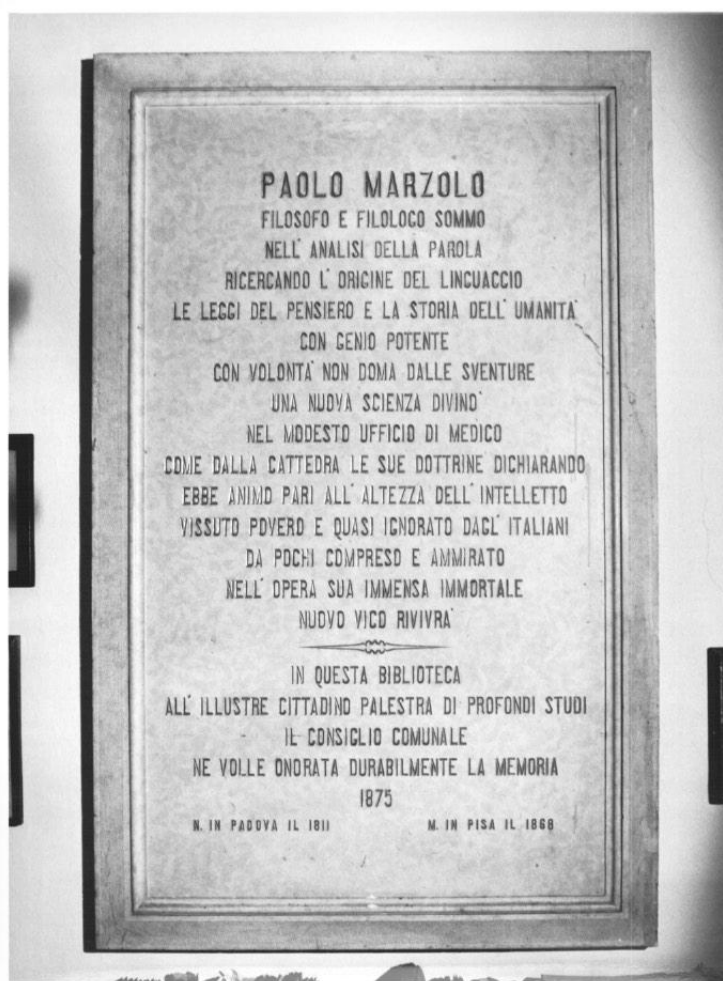 PAOLO MARZOLO
FILOSOFO E FILOLOGO SOMMO
NELL' ANALISI DELLA PAROLA
RICERCANDO L' ORIGINE DEL LINGUAGGIO
LE LEGGI DEL PENSIERO E LA STORIA DELL' UMANITA'
CON GENIO POTENTE
CON VOLONTA' NON DOMA DALLE SVENTURE
UNA NUOVA SCIENZA DIVINO'
NEL MODESTO UFFICIO DI MEDICO
COME DALLA CATTEDRA LE SUE DOTTRINE DICHIARANDO
EBBE ANIMO PARI ALL' ALTEZZA DELL' INTELLETTO
VISSUTO POVERO E QUASI IGNORATO DAGL' ITALIANI
DA POCHI COMPRESO E AMMIRATO
NELL' OPERA SUA IMMENSA IMMORTALE
NUOVO VICO RIVIVRA'
IN QUESTA BIBLIOTECA
ALL' ILLUSTRE CITTADINO PALESTRA DI PROFONDI STUDI
IL CONSIGLIO COMUNALE
NE VOLLE ONORATA DURABILMENTE LA MEMORIA
1875
N. IN PADOVA IL 1811 M. IN PISA IL 1868